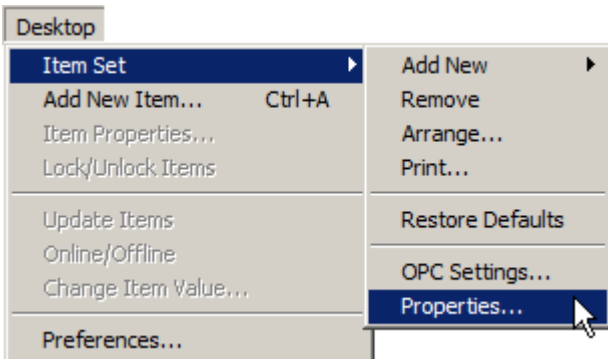 Desktop
Item Set
Add New Item... Ctrl+A
Item Properties...
Lock/Unlock Items
Update Items
Online/Offline
Change Item Value...
Preferences...
Add New
Remove
Arrange...
Print...
Restore Defaults
OPC Settings...
Properties...